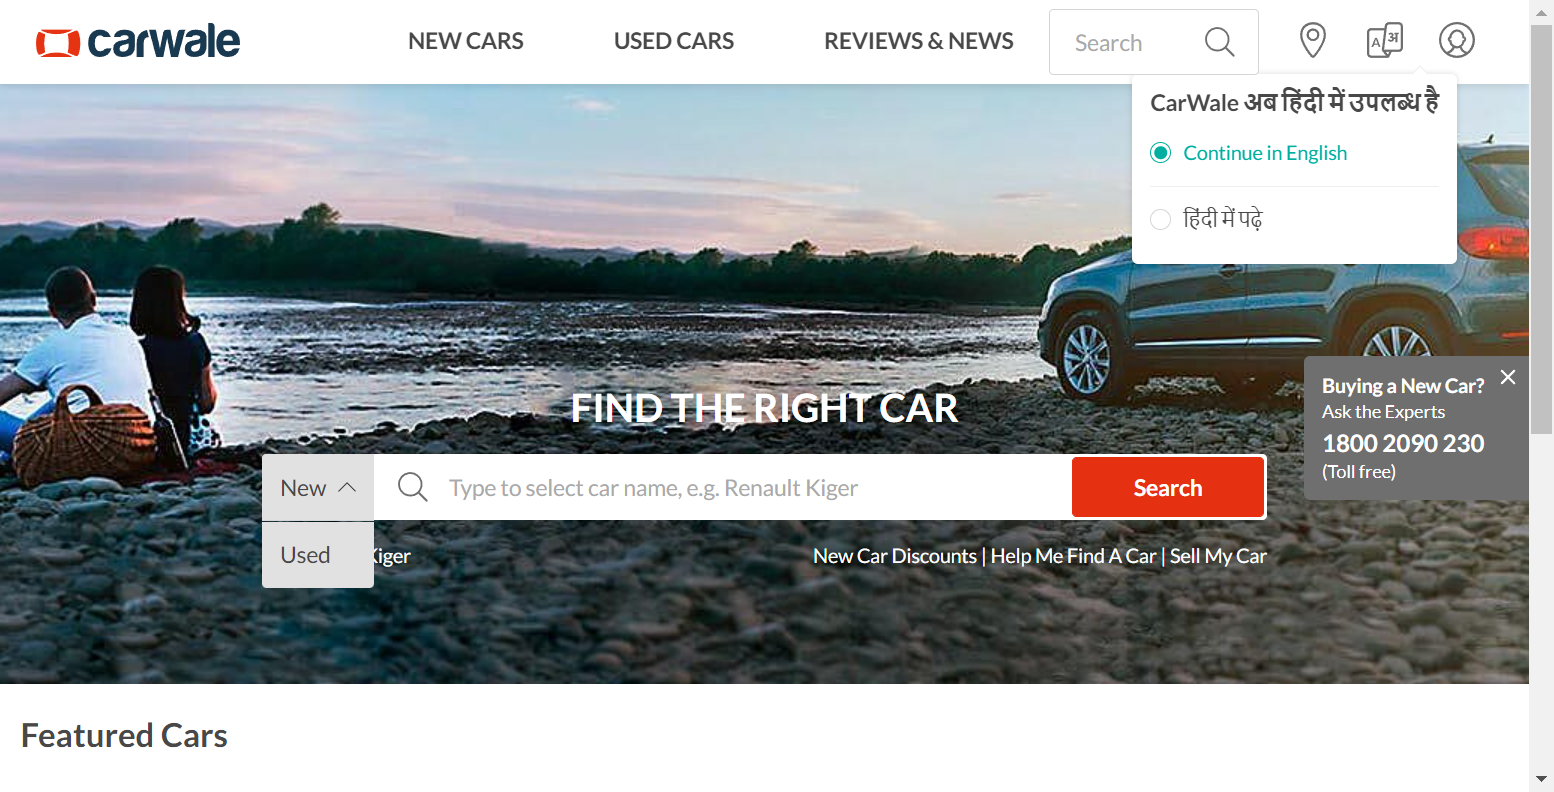 carwale
NEW CARS
USED CARS
REVIEWS & NEWS
Search
CarWale अब हिंदी में उपलब्ध है
Continue in English
हिंदी में पढ़े
Buying a New Car?
Ask the Experts
1800 2090 230
(Toll free)
FIND THE RIGHT CAR
New
Type to select car name, e.g. Renault Kiger
Search
Used
Kiger
New Car Discounts | Help Me Find A Car | Sell My Car
Featured Cars